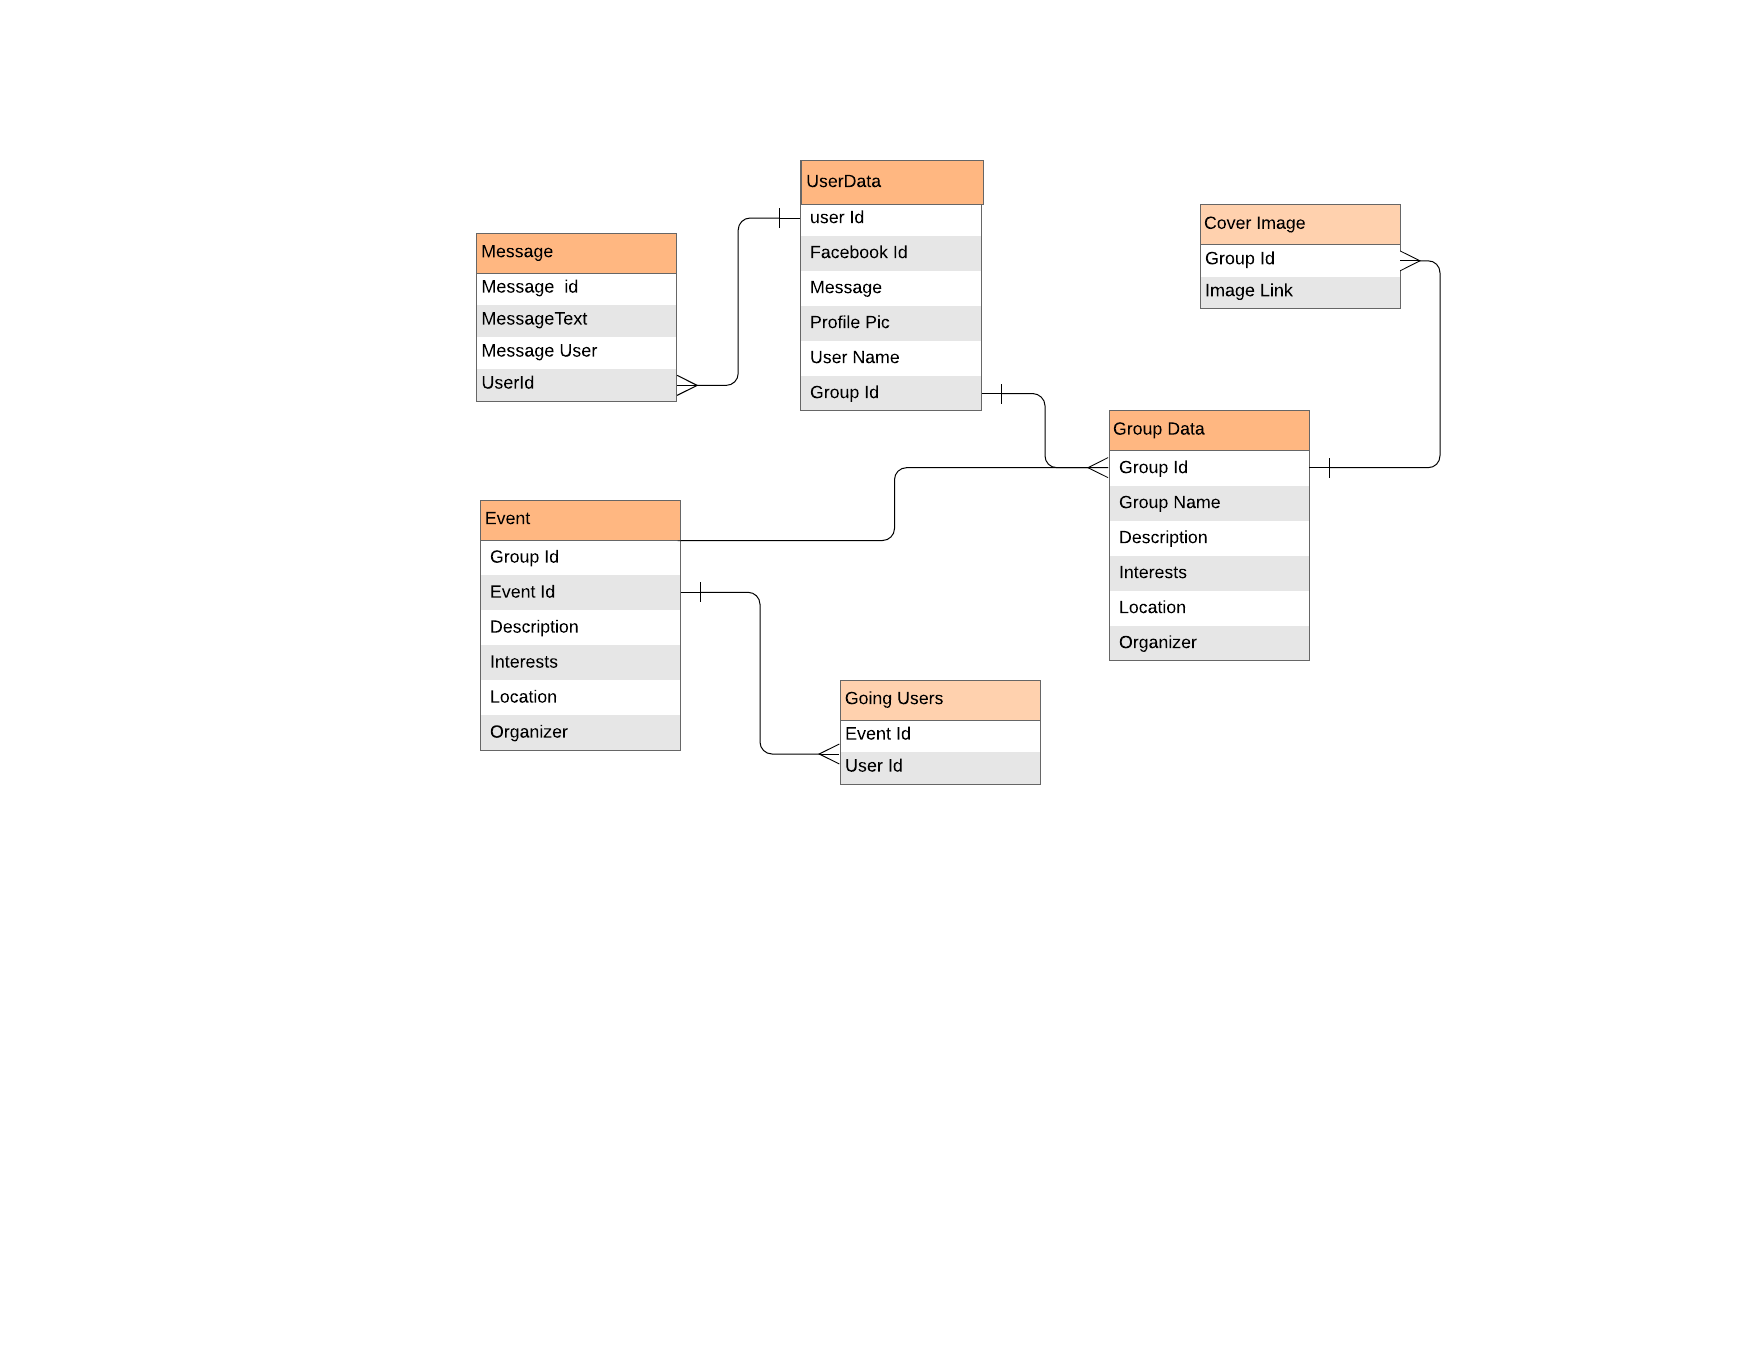 UserData
user Id
Facebook Id
Message
Profile Pic
User Name
Group Id
Message
Message  id
MessageText
Message User
UserId
Cover Image
Group Id
Image Link
Group Data
Group Id
Group Name
Description
Interests
Location
Organizer
Event
Group Id
Event Id
Description
Interests
Location
Organizer
Going Users
Event Id
User Id